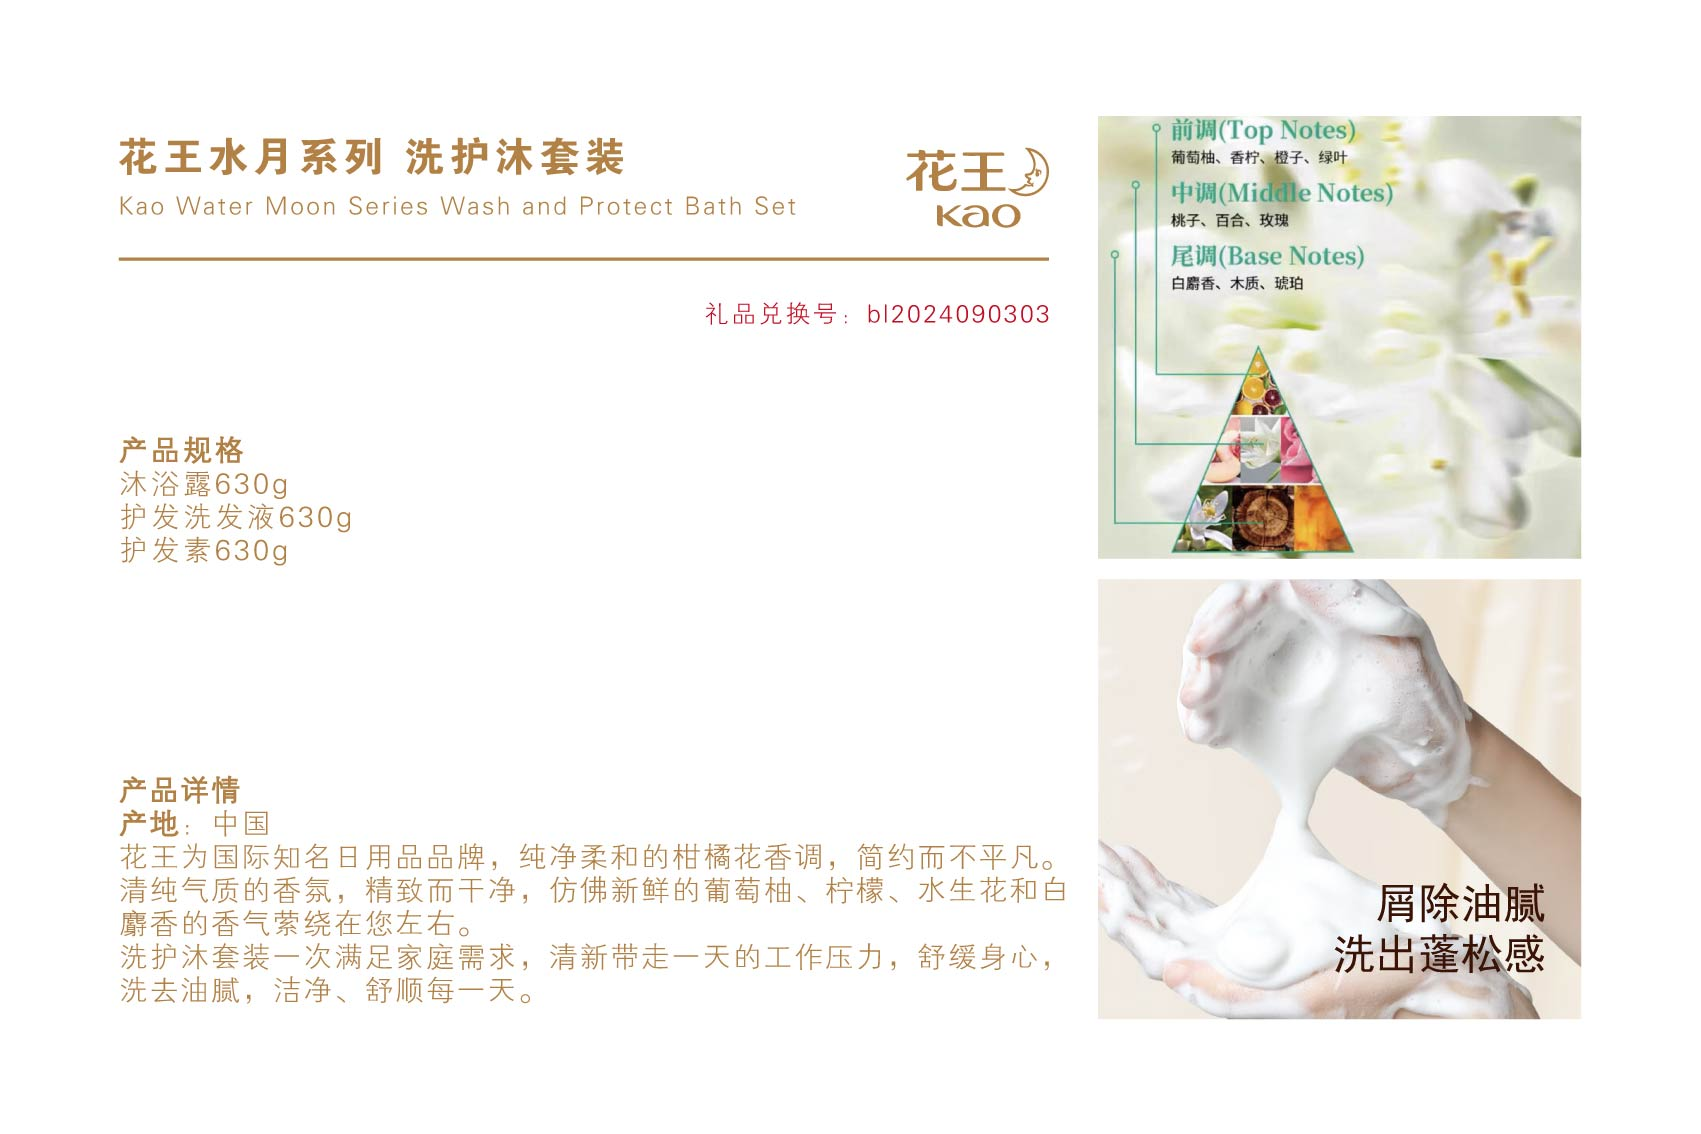 花王水月系列 洗护沐套装
Kao Water Moon Series Wash and Protect Bath Set
花王
Kao
礼品兑换号：bl2024090303
产品规格
沐浴露630g
护发洗发液630g
护发素630g
产品详情
产地：中国
花王为国际知名日用品品牌，纯净柔和的柑橘花香调，简约而不平凡。
清纯气质的香氛，精致而干净，仿佛新鲜的葡萄柚、柠檬、水生花和白
麝香的香气萦绕在您左右。
洗护沐套装一次满足家庭需求，清新带走一天的工作压力，舒缓身心，
洗去油腻，洁净、舒顺每一天。
前调(Top Notes)
葡萄柚、香柠、橙子、绿叶
中调(Middle Notes)
桃子、百合、玫瑰
尾调(Base Notes)
白麝香、木质、琥珀
屑除油腻
洗出蓬松感